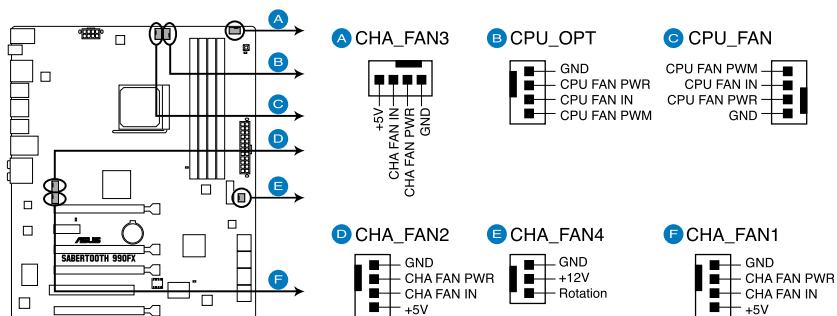 A
B
C
D
E
F
/ISUS
SABERTOOTH 990FX
A CHA_FAN3
+5V
CHA FAN IN
CHA FAN PWR
GND
B CPU_OPT
GND
CPU FAN PWR
CPU FAN IN
CPU FAN PWM
C CPU_FAN
CPU FAN PWM
CPU FAN IN
CPU FAN PWR
GND
D CHA_FAN2
GND
CHA FAN PWR
CHA FAN IN
+5V
E CHA_FAN4
GND
+12V
Rotation
F CHA_FAN1
GND
CHA FAN PWR
CHA FAN IN
+5V